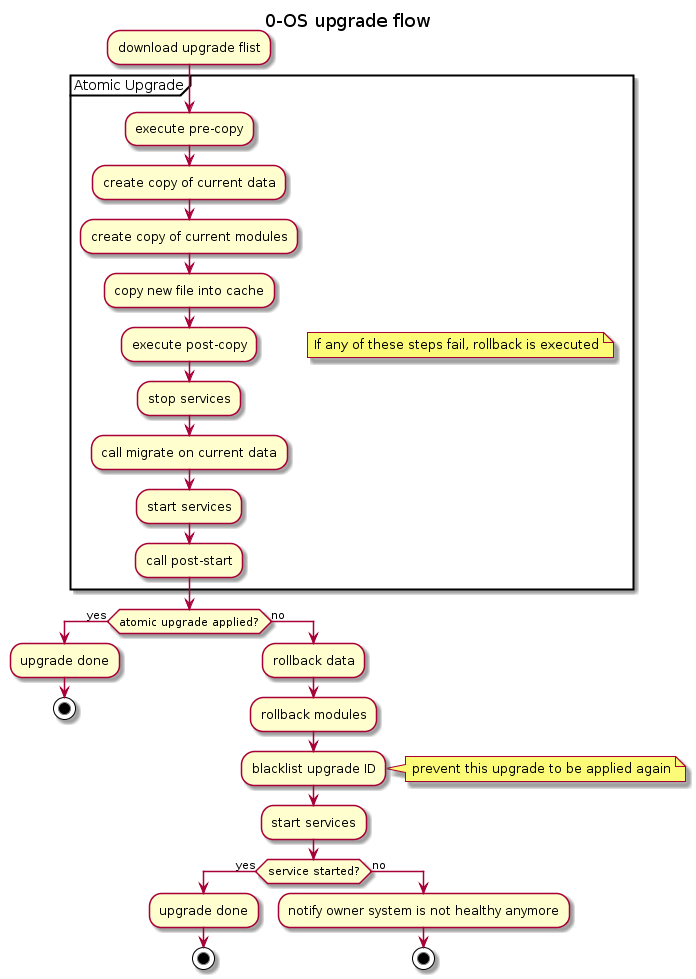 0-OS upgrade flow
download upgrade flist
Atomic Upgrade
execute pre-copy
create copy of current data
create copy of current modules
copy new file into cache
execute post-copy
If any of these steps fail, rollback is executed
stop services
call migrate on current data
start services
call post-start
yes
atomic upgrade applied?
no
upgrade done
rollback data
rollback modules
blacklist upgrade ID
prevent this upgrade to be applied again
start services
yes
service started?
no
upgrade done
notify owner system is not healthy anymore